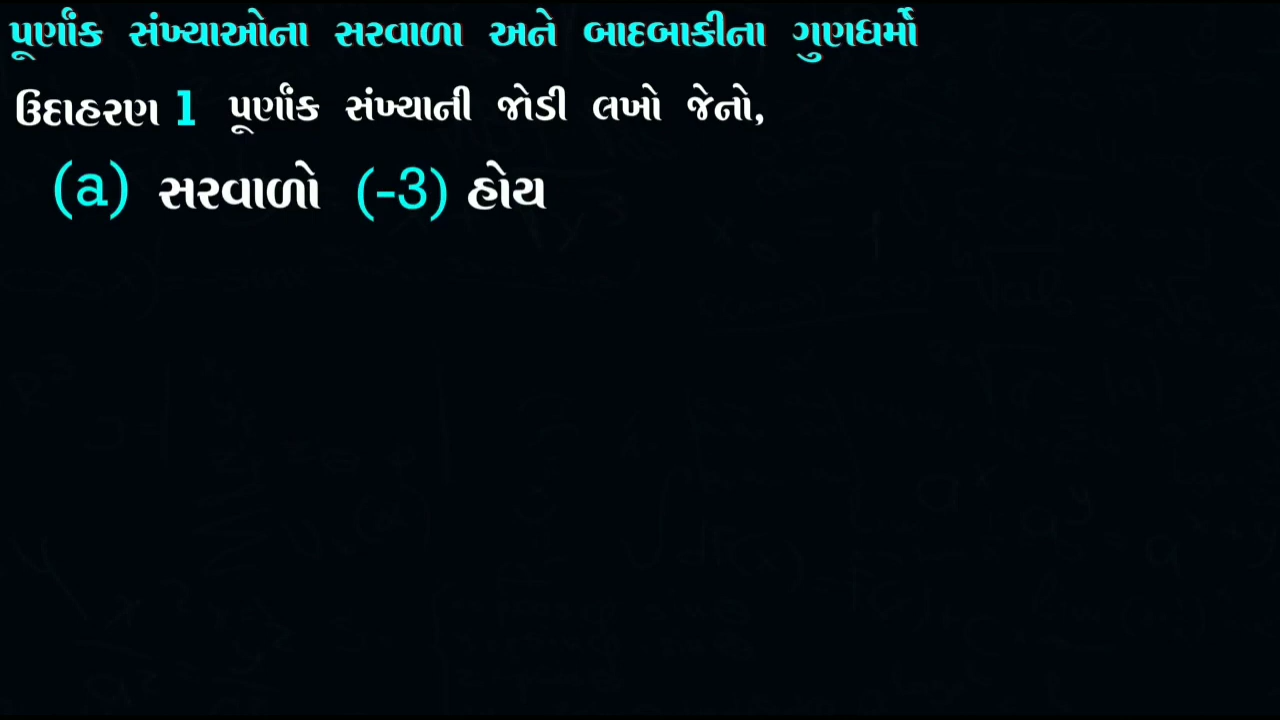 પૂર્ણાંક સંખ્યાઓના સરવાળા અને બાદબાકીના ગુણધર્મો
ઉદાહરણ 1 પૂર્ણાંક સંખ્યાની જોડી લખો જેનો,
(a) સરવાળો (-3) હોય